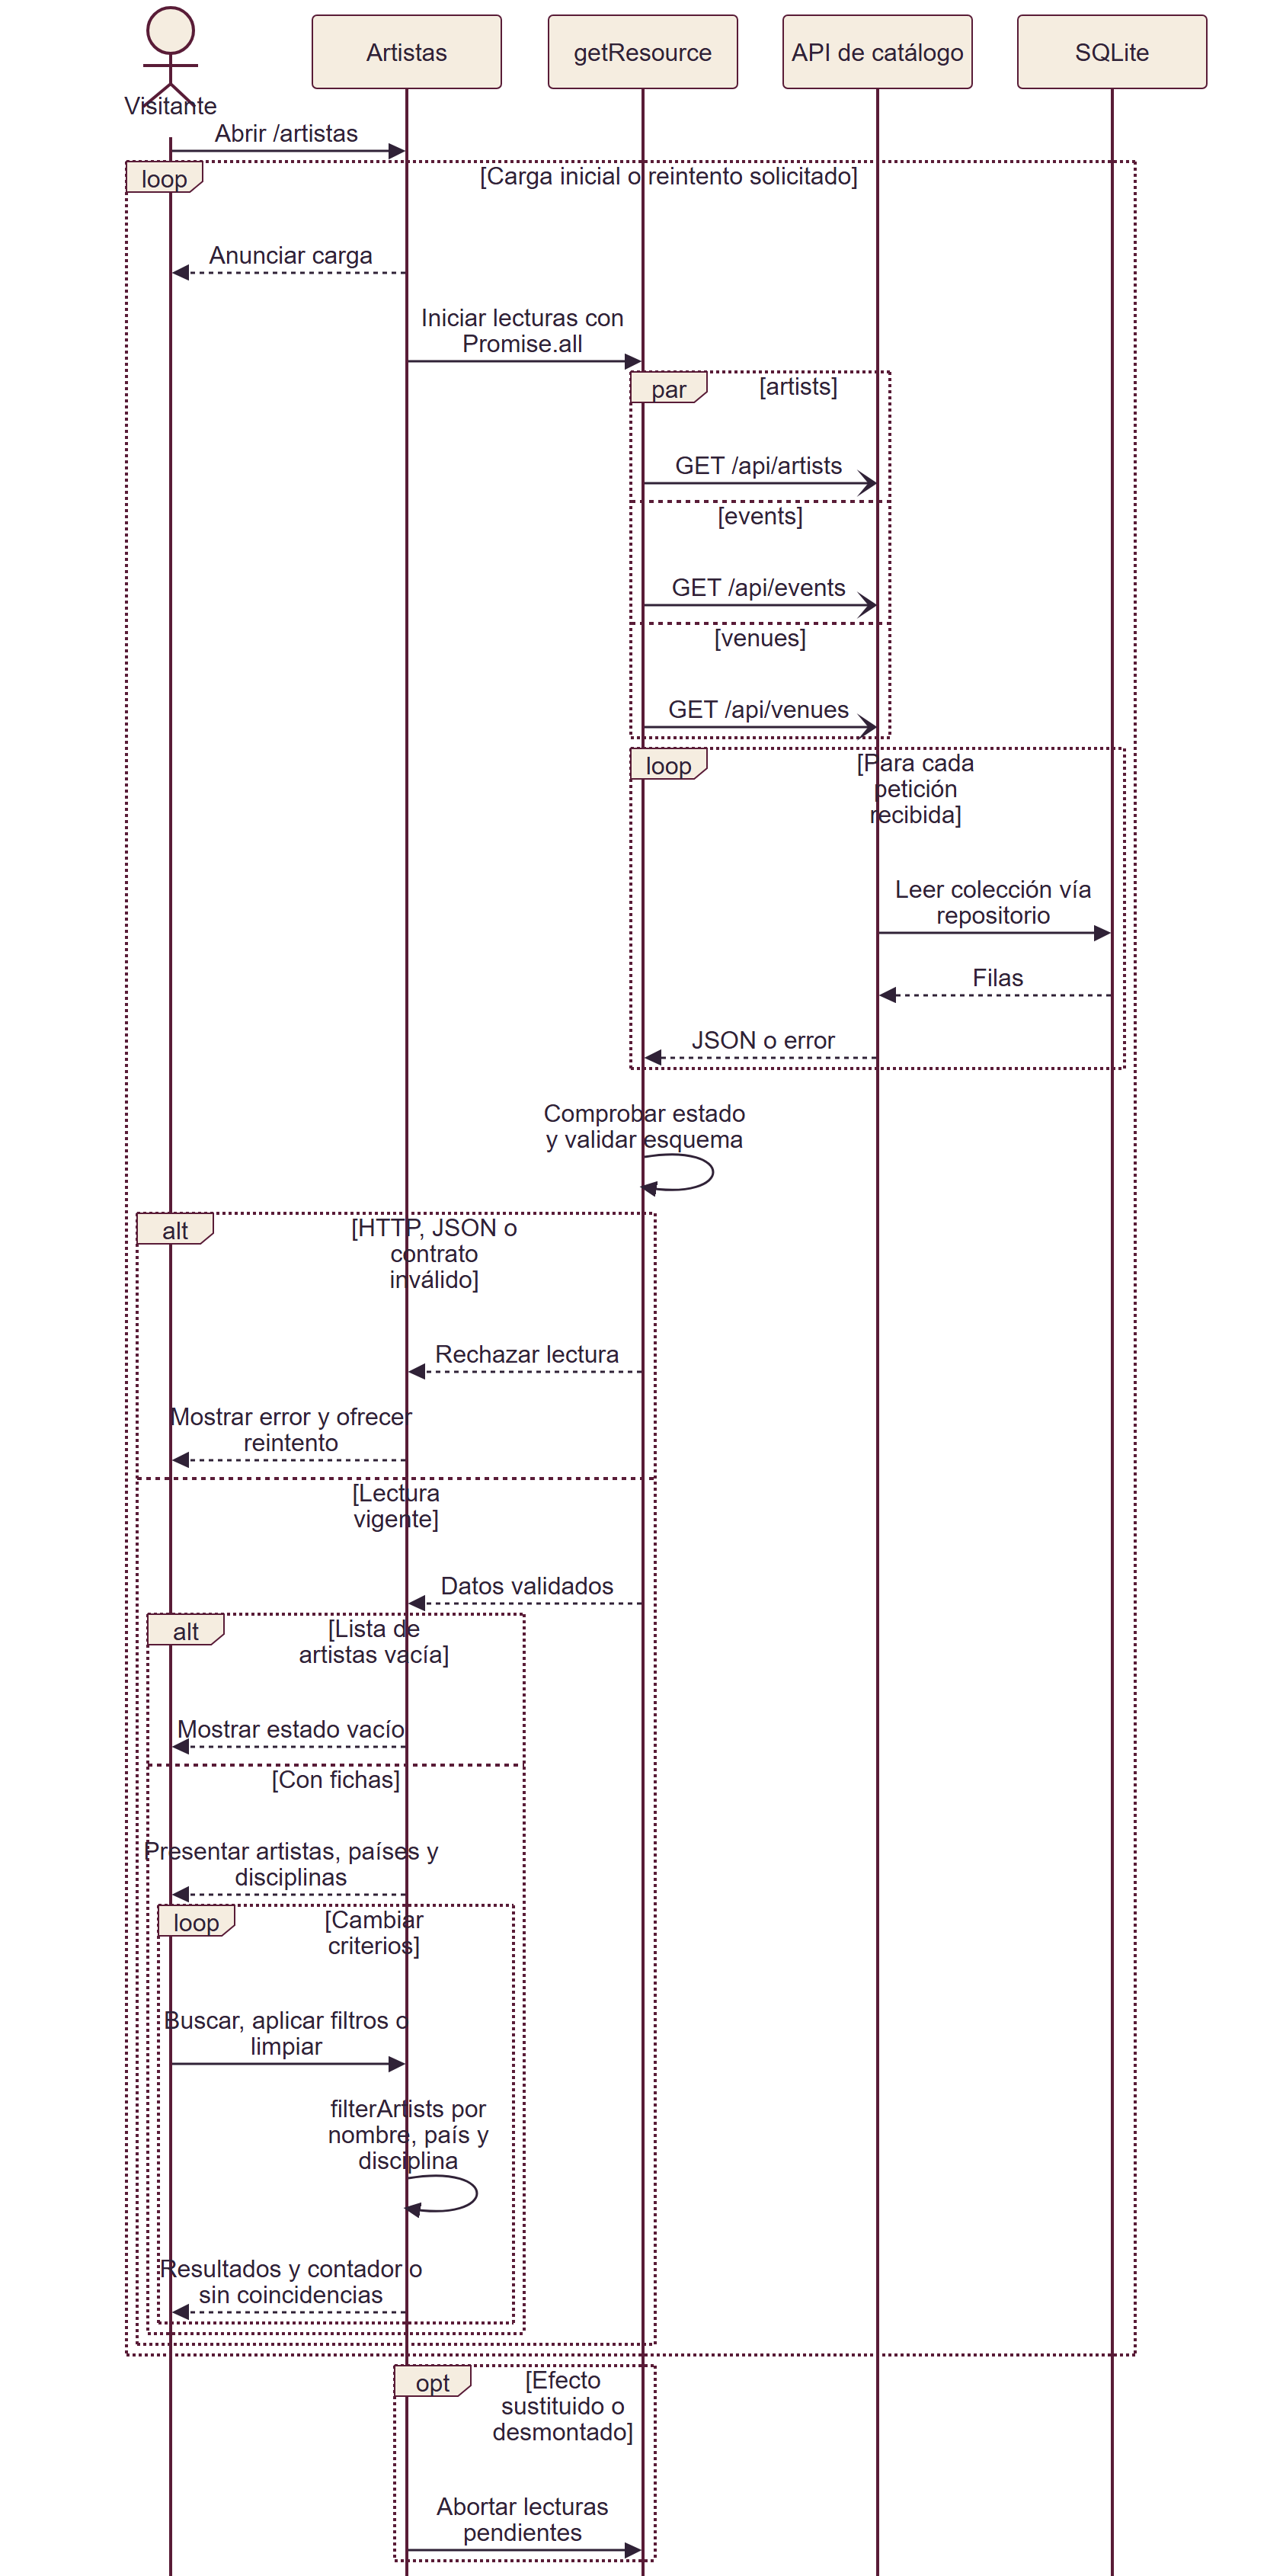 Visitante
Artistas
getResource
API de catálogo
SQLite
Abrir /artistas
loop
[Carga inicial o reintento solicitado]
Anunciar carga
Iniciar lecturas con
Promise.all
par
[artists]
GET /api/artists
[events]
GET /api/events
[venues]
GET /api/venues
loop
[Para cada
petición
recibida]
Leer colección vía
repositorio
Filas
JSON o error
Comprobar estado
y validar esquema
alt
[HTTP, JSON o
contrato
inválido]
Rechazar lectura
Mostrar error y ofrecer
reintento
[Lectura
vigente]
Datos validados
alt
[Lista de
artistas vacía]
Mostrar estado vacío
[Con fichas]
Presentar artistas, países y
disciplinas
loop
[Cambiar
criterios]
Buscar, aplicar filtros o
limpiar
filterArtists por
nombre, país y
disciplina
Resultados y contador o
sin coincidencias
opt
[Efecto
sustituido o
desmontado]
Abortar lecturas
pendientes